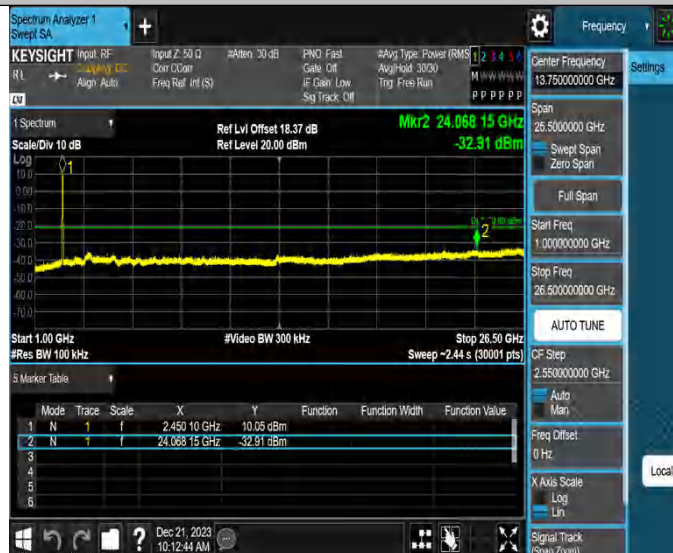 Spectrum Analyzer 1
Swept SA
+
Frequency
KEYSIGHT Input: RF
RL
Coupling: DC
Align: Auto
Input Z: 50 Ω
Corr CCorr
Freq Ref: Int (S)
#Atten: 30 dB
PNO: Fast
Gate: Off
IF Gain: Low
Sig Track: Off
#Avg Type: Power (RMS
Avg|Hold: 30/30
Trig: Free Run
1 2 3 4 5 6
M W W W W W
P P P P P P
LNI
1 Spectrum
Scale/Div 10 dB
Ref Lvl Offset 18.37 dB
Ref Level 20.00 dBm
Mkr2 24.068 15 GHz
-32.91 dBm
Log
10.0
0.00
-10.0
-20.0
-30.0
-40.0
-50.0
-60.0
-70.0
1
2
Start 1.00 GHz
#Video BW 300 kHz
Stop 26.50 GHz
#Res BW 100 kHz
Sweep ~2.44 s (30001 pts)
5 Marker Table
Mode Trace Scale X Y Function Function Width Function Value
1 N 1 f 2.450 10 GHz 10.05 dBm
2 N 1 f 24.068 15 GHz -32.91 dBm
3
4
5
6
?
Dec 21, 2023
10:12:44 AM
Center Frequency
13.750000000 GHz
Settings
Span
25.5000000 GHz
Swept Span
Zero Span
Full Span
Start Freq
1.000000000 GHz
Stop Freq
26.500000000 GHz
AUTO TUNE
CF Step
2.550000000 GHz
Auto
Man
Freq Offset
0 Hz
Local
X Axis Scale
Log
Lin
Signal Track
(Span Zoom)